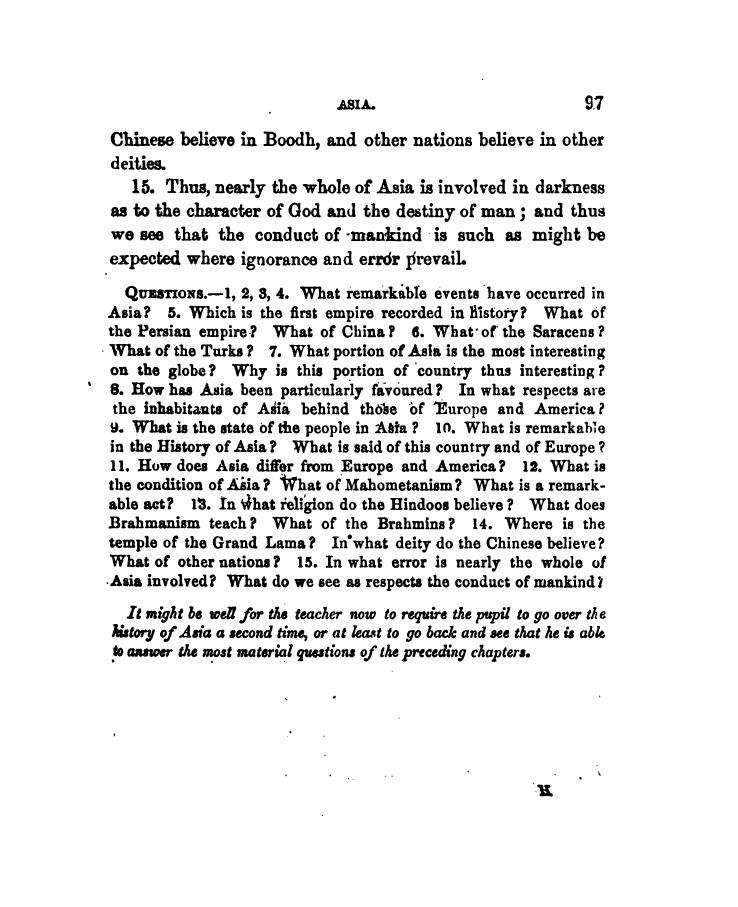 ASIA. 97
Chinese believe in Boodh, and other nations believe in other
deities.
15. Thus, nearly the whole of Asia is involved in darkness
as to the character of God and the destiny of man; and thus
we see that the conduct of mankind is such as might be
expected where ignorance and error prevail.
QUESTIONS.—1, 2, 3, 4. What remarkable events have occurred in
Asia? 5. Which is the first empire recorded in history? What of
the Persian empire? What of China? 6. What of the Saracens?
What of the Turks? 7. What portion of Asia is the most interesting
on the globe? Why is this portion of country thus interesting?
8. How has Asia been particularly favoured? In what respects are
the inhabitants of Asia behind those of Europe and America?
9. What is the state of the people in Asia? 10. What is remarkable
in the History of Asia? What is said of this country and of Europe?
11. How does Asia differ from Europe and America? 12. What is
the condition of Asia? What of Mahometanism? What is a remark-
able act? 13. In what religion do the Hindoos believe? What does
Brahmanism teach? What of the Brahmins? 14. Where is the
temple of the Grand Lama? In what deity do the Chinese believe?
What of other nations? 15. In what error is nearly the whole of
Asia involved? What do we see as respects the conduct of mankind?
It might be well for the teacher now to require the pupil to go over the
history of Asia a second time, or at least to go back and see that he is able
to answer the most material questions of the preceding chapters.
H